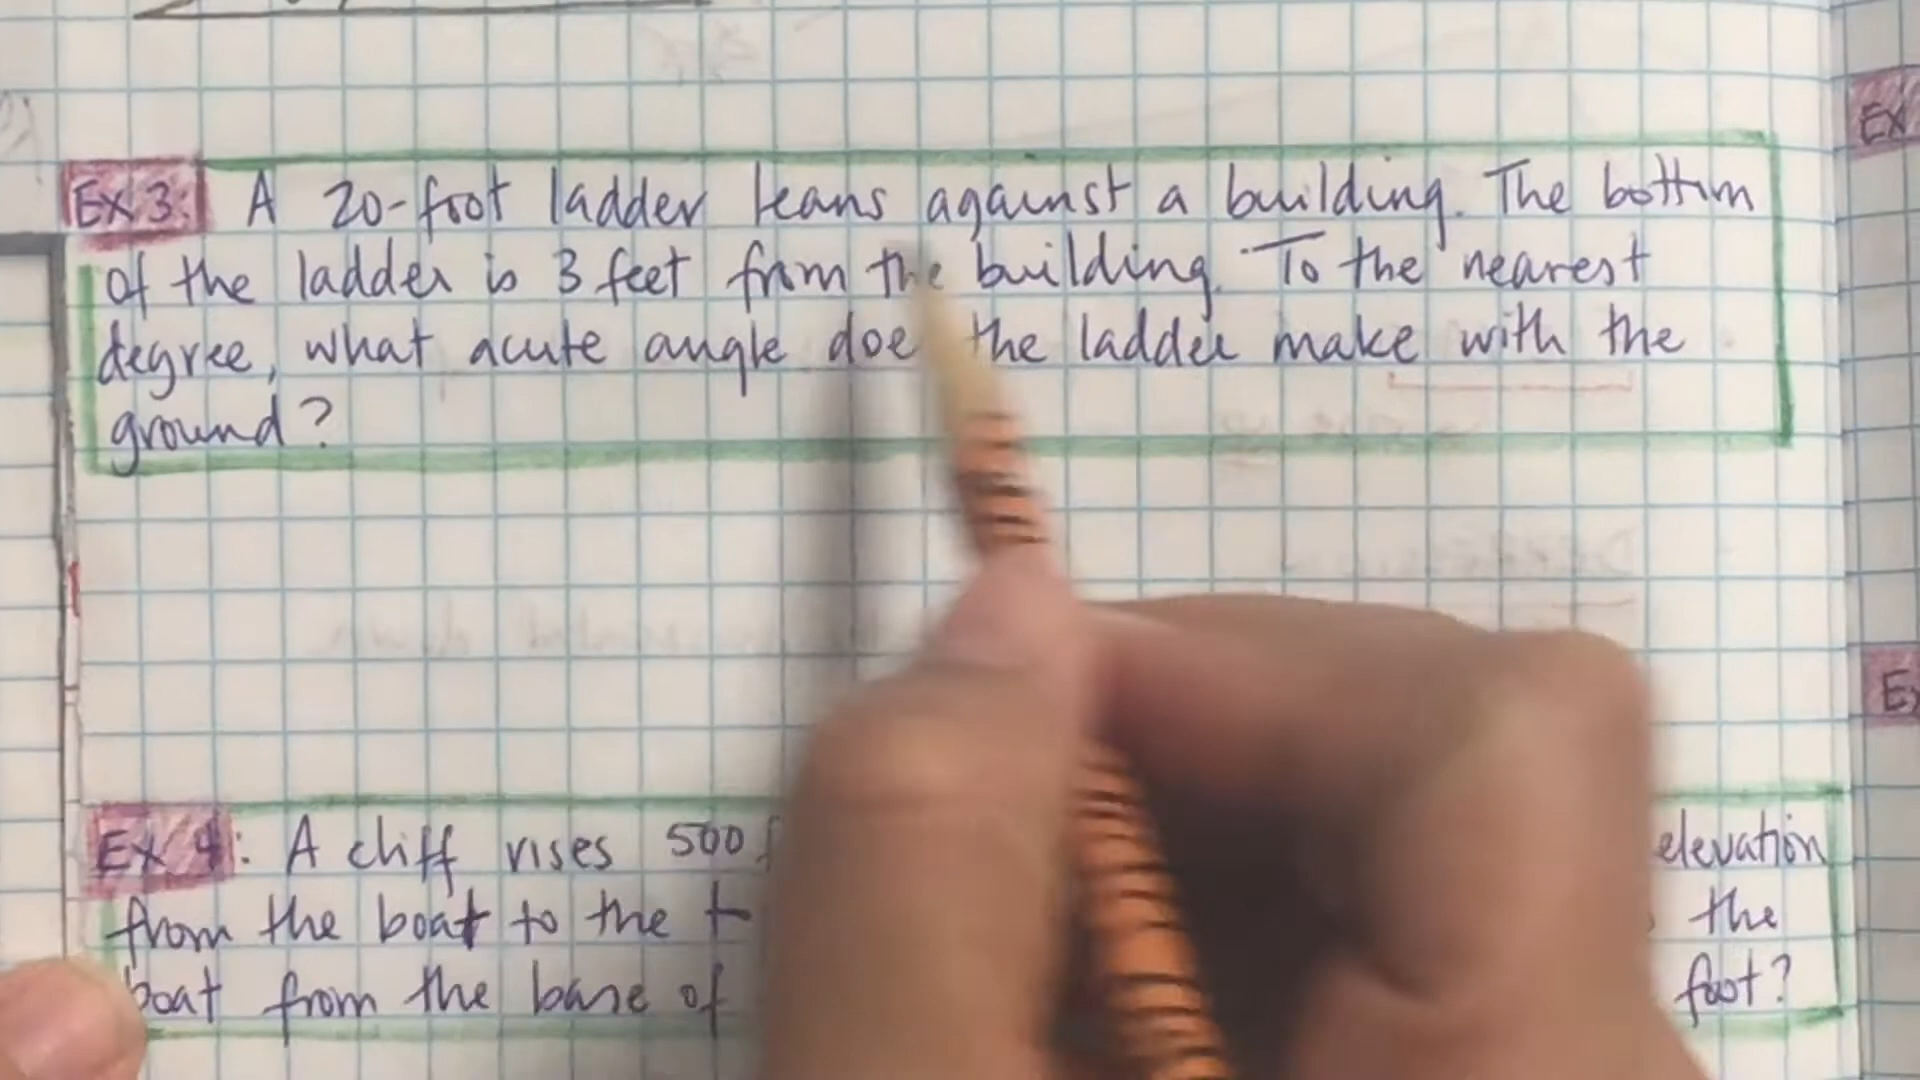 Ex 3: A 20-foot ladder leans against a building. The bottom
of the ladder is 3 feet from the building. To the nearest
degree, what acute angle doe the ladder make with the
ground?
Ex 4: A cliff rises 500 elevation
from the boat to the the
boat from the base of foot?
Ex